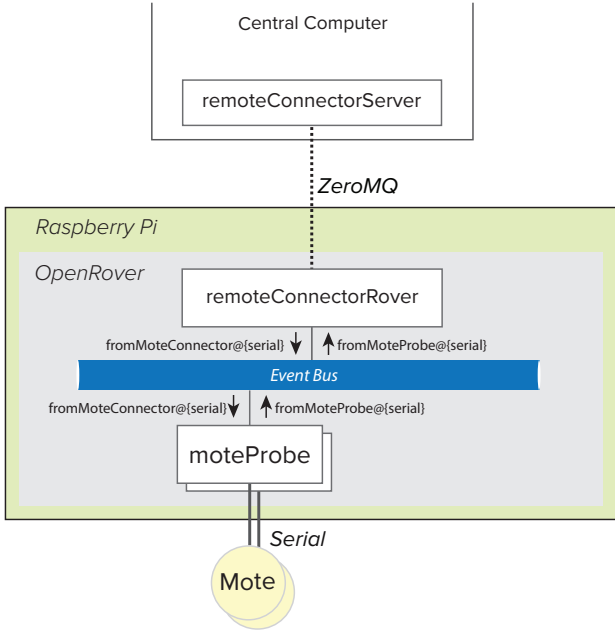 Central Computer
remoteConnectorServer
ZeroMQ
Raspberry Pi
OpenRover
remoteConnectorRover
fromMoteConnector@{serial} fromMoteProbe@{serial}
Event Bus
fromMoteConnector@{serial} fromMoteProbe@{serial}
moteProbe
Serial
Mote